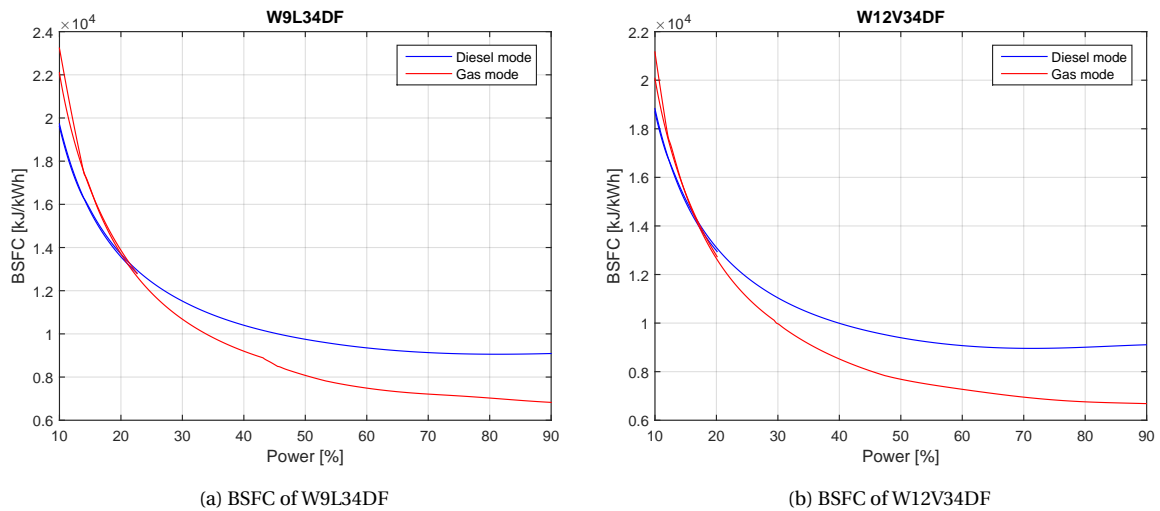 W9L34DF
×10⁴
2.4
2.2
2
1.8
1.6
1.4
1.2
1
0.8
0.6
BSFC [kJ/kWh]
10 20 30 40 50 60 70 80 90
Power [%]
Diesel mode
Gas mode
(a) BSFC of W9L34DF
W12V34DF
×10⁴
2.2
2
1.8
1.6
1.4
1.2
1
0.8
0.6
BSFC [kJ/kWh]
10 20 30 40 50 60 70 80 90
Power [%]
Diesel mode
Gas mode
(b) BSFC of W12V34DF